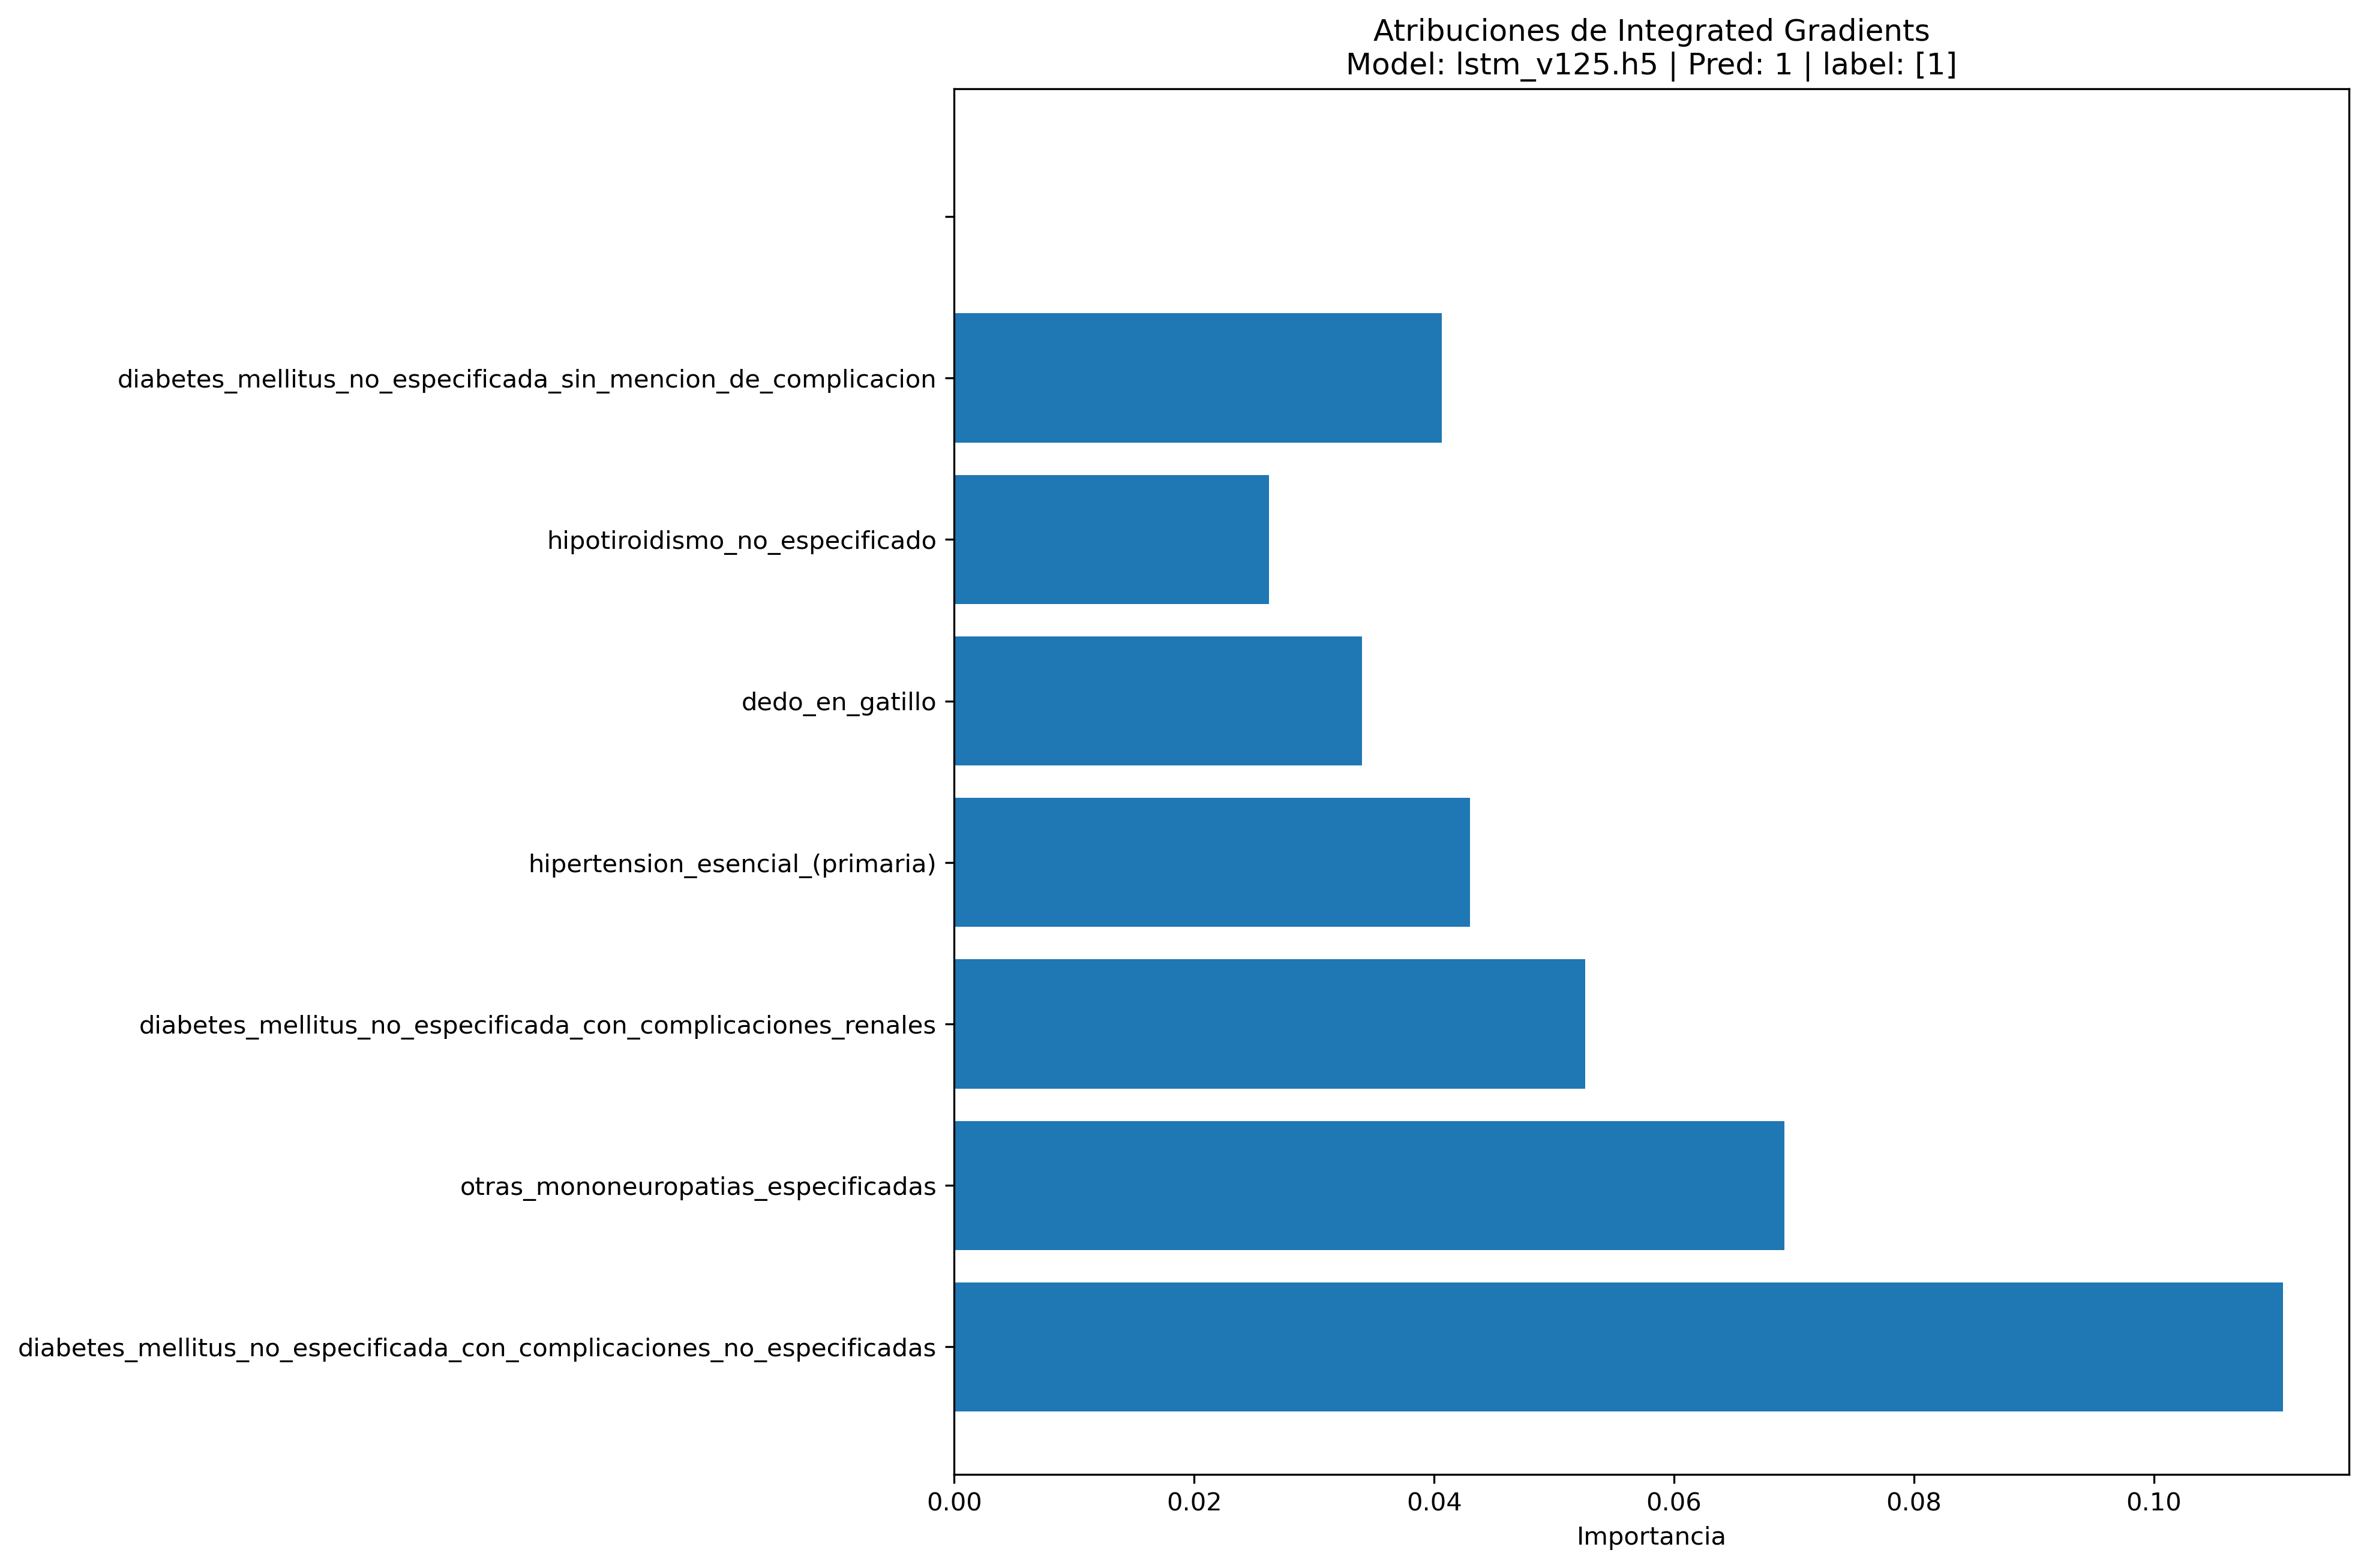 Atribuciones de Integrated Gradients
Model: lstm_v125.h5 | Pred: 1 | label: [1]
diabetes_mellitus_no_especificada_sin_mencion_de_complicacion
hipotiroidismo_no_especificado
dedo_en_gatillo
hipertension_esencial_(primaria)
diabetes_mellitus_no_especificada_con_complicaciones_renales
otras_mononeuropatias_especificadas
diabetes_mellitus_no_especificada_con_complicaciones_no_especificadas
0.00 0.02 0.04 0.06 0.08 0.10
Importancia